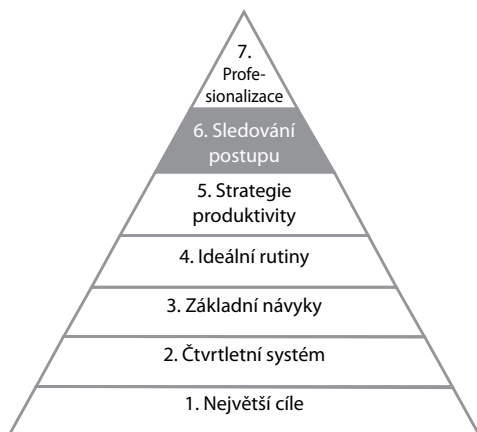 7.
Profe-
sionalizace
6. Sledování
postupu
5. Strategie
produktivity
4. Ideální rutiny
3. Základní návyky
2. Čtvrtletní systém
1. Největší cíle